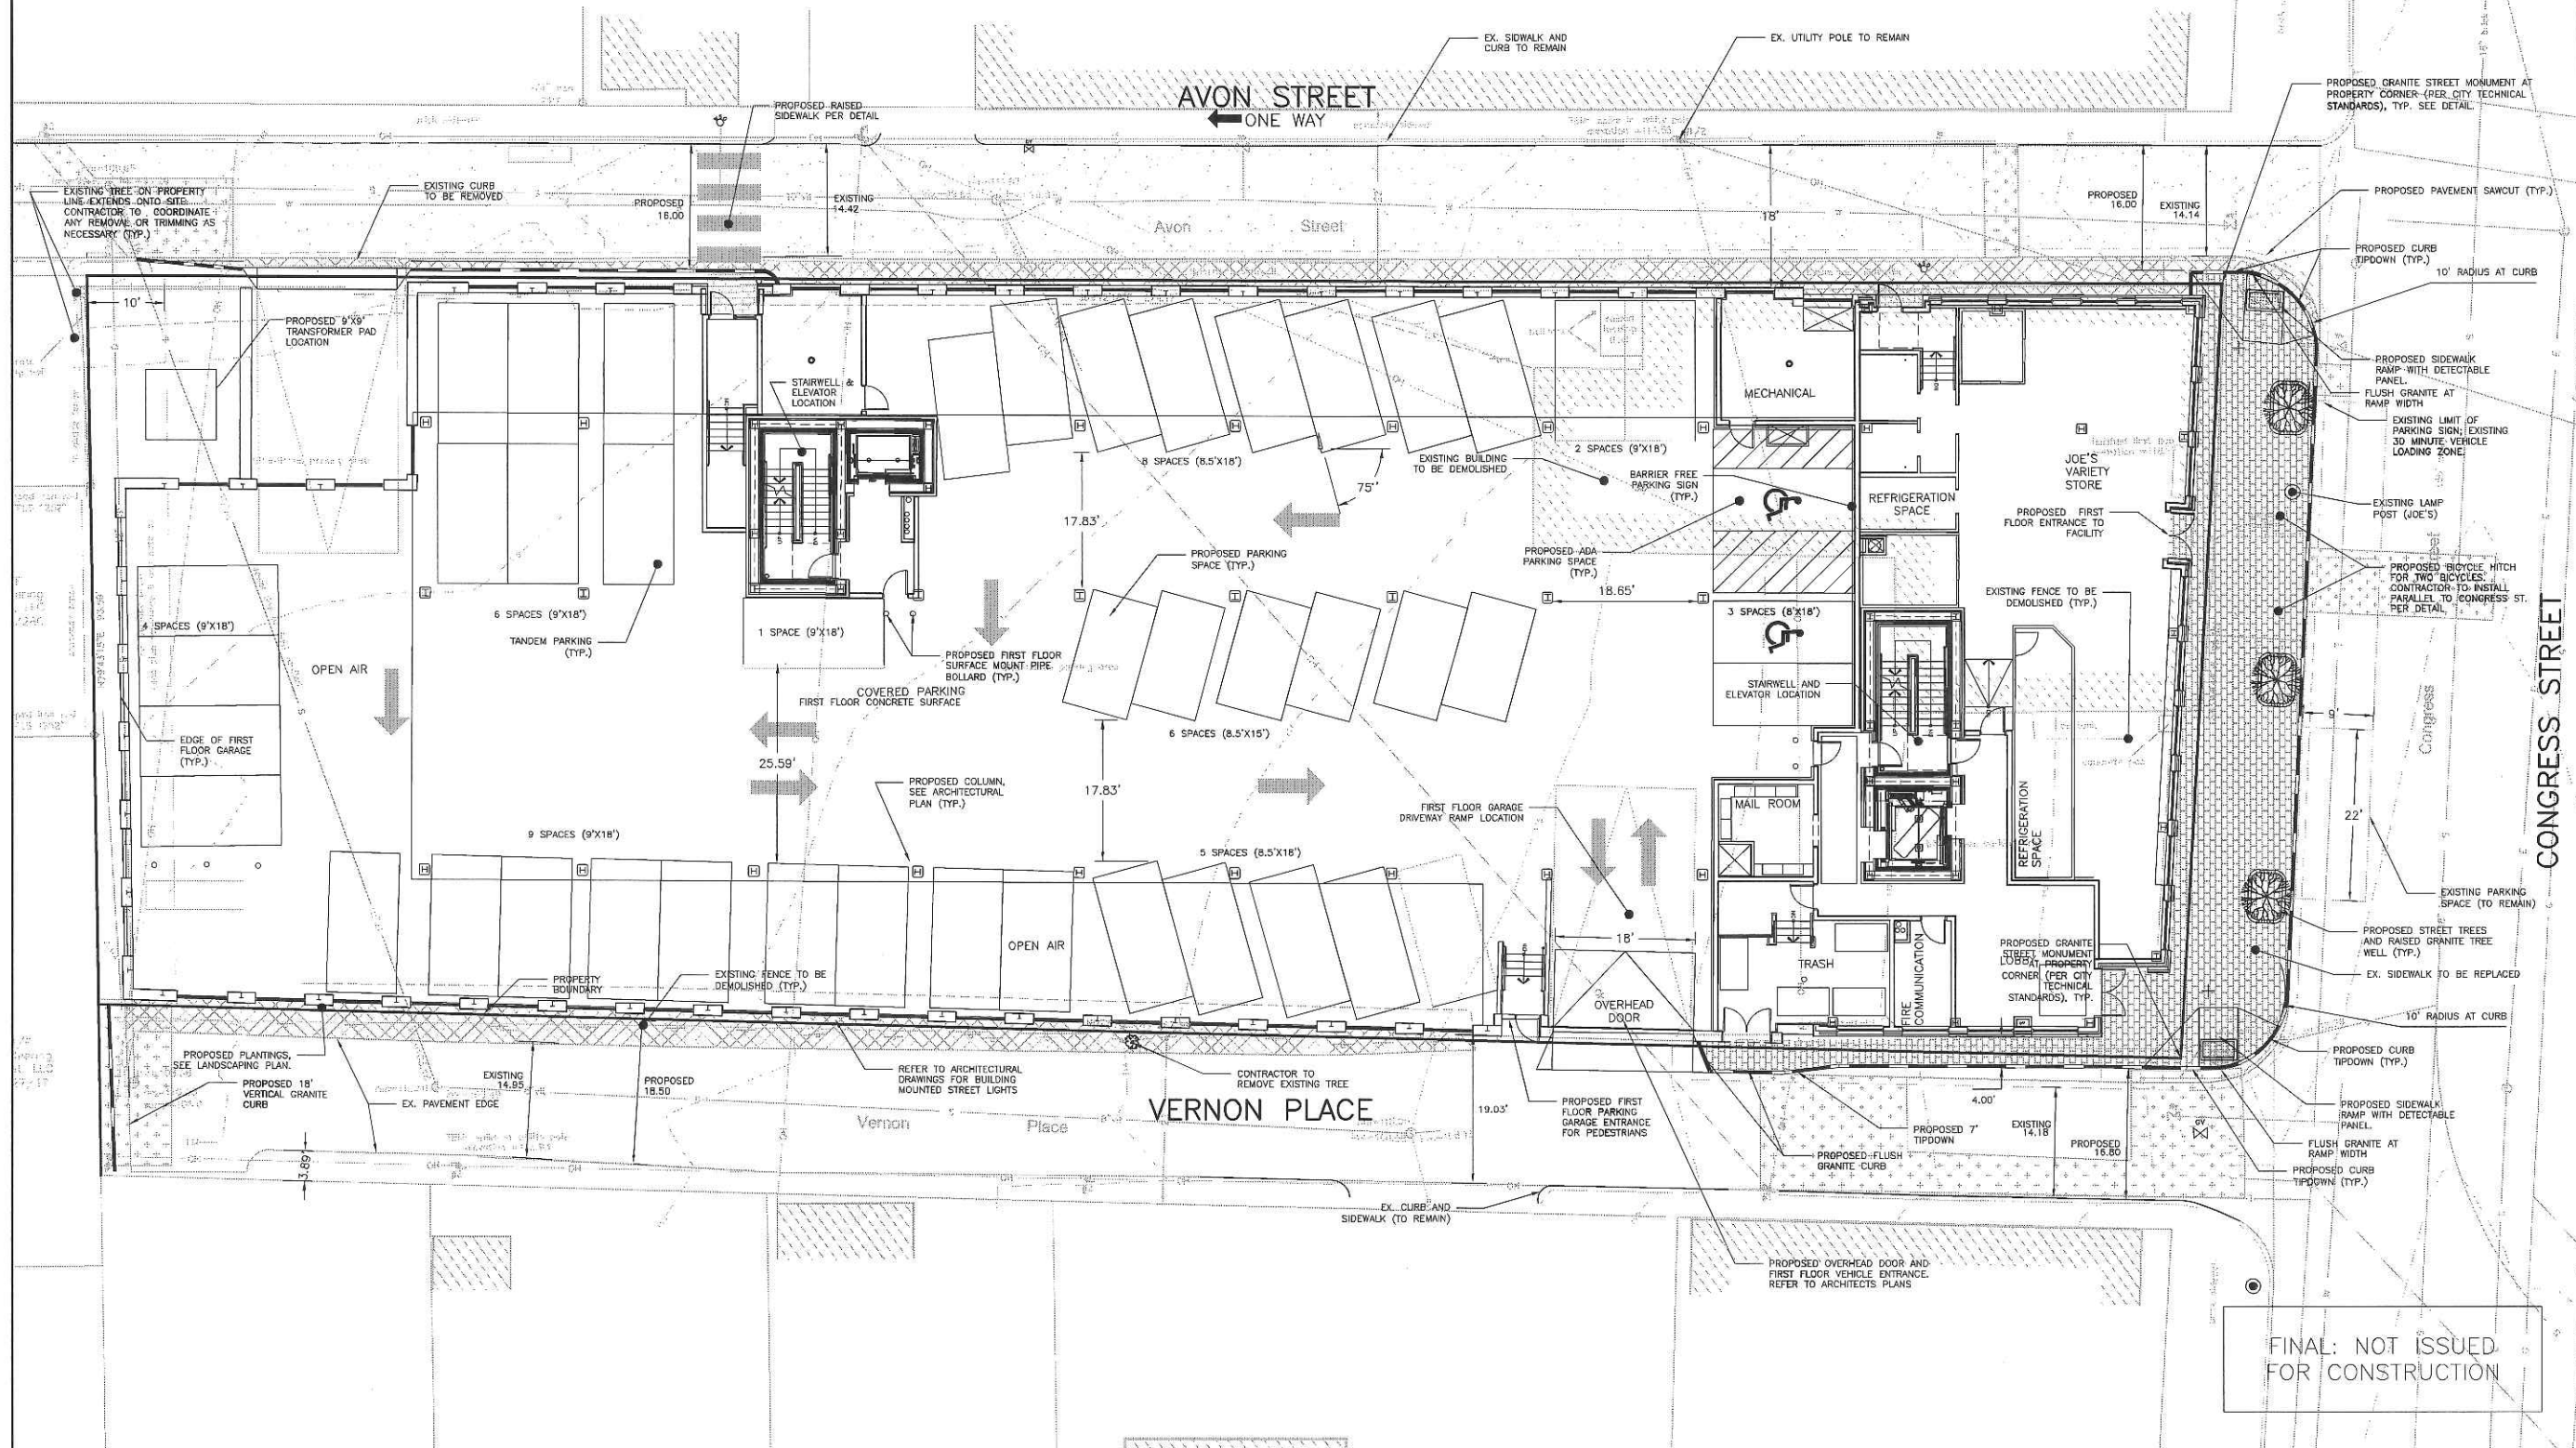 EX. SIDWALK AND
CURB TO REMAIN
EX. UTILITY POLE TO REMAIN
AVON STREET
ONE WAY
PROPOSED GRANITE STREET MONUMENT AT
PROPERTY CORNER (PER CITY TECHNICAL
STANDARDS), TYP. SEE DETAIL.
PROPOSED RAISED
SIDEWALK PER DETAIL
EXISTING TREE ON PROPERTY
LINE EXTENDS ONTO SITE.
CONTRACTOR TO COORDINATE
ANY REMOVAL OR TRIMMING AS
NECESSARY (TYP.)
EXISTING CURB
TO BE REMOVED
PROPOSED
16.00
EXISTING
14.42
Avon Street
18'
PROPOSED
16.00
EXISTING
14.14
PROPOSED PAVEMENT SAWCUT (TYP.)
PROPOSED CURB
TIPDOWN (TYP.)
10' RADIUS AT CURB
10'
PROPOSED 9'X9'
TRANSFORMER PAD
LOCATION
STAIRWELL &
ELEVATOR
LOCATION
MECHANICAL
PROPOSED SIDEWALK
RAMP WITH DETECTABLE
PANEL.
FLUSH GRANITE AT
RAMP WIDTH
EXISTING LIMIT OF
PARKING SIGN; EXISTING
30 MINUTE VEHICLE
LOADING ZONE.
8 SPACES (8.5'X18')
75°
EXISTING BUILDING
TO BE DEMOLISHED
2 SPACES (9'X18')
BARRIER FREE
PARKING SIGN
(TYP.)
JOE'S
VARIETY
STORE
REFRIGERATION
SPACE
PROPOSED FIRST
FLOOR ENTRANCE TO
FACILITY
EXISTING LAMP
POST (JOE'S)
17.83'
PROPOSED PARKING
SPACE (TYP.)
PROPOSED ADA
PARKING SPACE
(TYP.)
18.65'
EXISTING FENCE TO BE
DEMOLISHED (TYP.)
PROPOSED BICYCLE HITCH
FOR TWO BICYCLES.
CONTRACTOR TO INSTALL
PARALLEL TO CONGRESS ST.
PER DETAIL
4 SPACES (9'X18')
6 SPACES (9'X18')
TANDEM PARKING
(TYP.)
1 SPACE (9'X18')
3 SPACES (8'X18')
OPEN AIR
PROPOSED FIRST FLOOR
SURFACE MOUNT PIPE
BOLLARD (TYP.)
COVERED PARKING
FIRST FLOOR CONCRETE SURFACE
STAIRWELL AND
ELEVATOR LOCATION
EDGE OF FIRST
FLOOR GARAGE
(TYP.)
6 SPACES (8.5'X15')
9'
Congress
CONGRESS STREET
25.59'
PROPOSED COLUMN,
SEE ARCHITECTURAL
PLAN (TYP.)
17.83'
FIRST FLOOR GARAGE
DRIVEWAY RAMP LOCATION
MAIL ROOM
REFRIGERATION
SPACE
22'
9 SPACES (9'X18')
5 SPACES (8.5'X18')
EXISTING PARKING
SPACE (TO REMAIN)
OPEN AIR
18'
TRASH
FIRE
COMMUNICATION
PROPOSED GRANITE
STREET MONUMENT
AT PROPERTY
CORNER (PER CITY
TECHNICAL
STANDARDS), TYP.
PROPOSED STREET TREES
AND RAISED GRANITE TREE
WELL (TYP.)
EX. SIDEWALK TO BE REPLACED
PROPERTY
BOUNDARY
EXISTING FENCE TO BE
DEMOLISHED (TYP.)
OVERHEAD
DOOR
10' RADIUS AT CURB
PROPOSED PLANTINGS,
SEE LANDSCAPING PLAN.
PROPOSED 18'
VERTICAL GRANITE
CURB
EX. PAVEMENT EDGE
EXISTING
14.95
PROPOSED
18.50
REFER TO ARCHITECTURAL
DRAWINGS FOR BUILDING
MOUNTED STREET LIGHTS
CONTRACTOR TO
REMOVE EXISTING TREE
VERNON PLACE
Vernon Place
19.03'
PROPOSED FIRST
FLOOR PARKING
GARAGE ENTRANCE
FOR PEDESTRIANS
4.00'
PROPOSED 7'
TIPDOWN
EXISTING
14.18
PROPOSED
16.80
PROPOSED CURB
TIPDOWN (TYP.)
PROPOSED SIDEWALK
RAMP WITH DETECTABLE
PANEL.
FLUSH GRANITE AT
RAMP WIDTH
PROPOSED CURB
TIPDOWN (TYP.)
PROPOSED FLUSH
GRANITE CURB
3.89'
EX. CURB AND
SIDEWALK (TO REMAIN)
PROPOSED OVERHEAD DOOR AND
FIRST FLOOR VEHICLE ENTRANCE.
REFER TO ARCHITECTS PLANS
FINAL: NOT ISSUED
FOR CONSTRUCTION